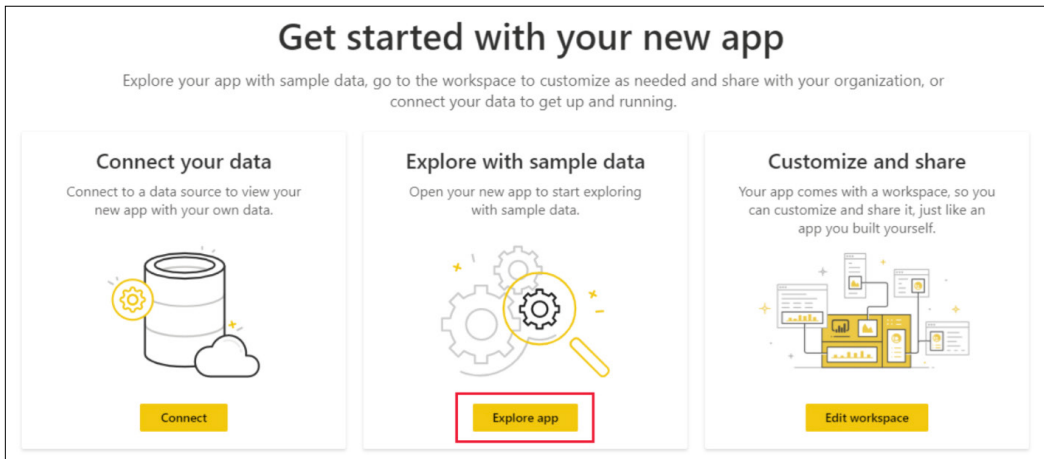 Get started with your new app
Explore your app with sample data, go to the workspace to customize as needed and share with your organization, or
connect your data to get up and running.
Connect your data
Connect to a data source to view your
new app with your own data.
Connect
Explore with sample data
Open your new app to start exploring
with sample data.
Explore app
Customize and share
Your app comes with a workspace, so you
can customize and share it, just like an
app you built yourself.
Edit workspace